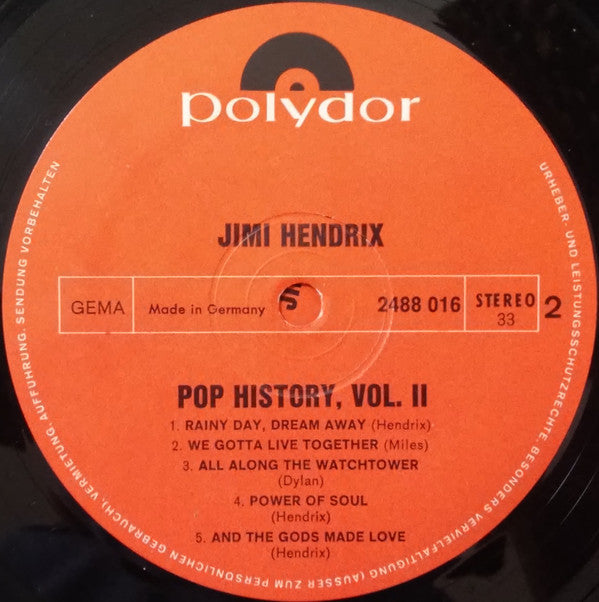 polydor
JIMI HENDRIX
GEMA
Made in Germany
S
2488 016
STEREO
33
2
POP HISTORY, VOL. II
1. RAINY DAY, DREAM AWAY (Hendrix)
2. WE GOTTA LIVE TOGETHER (Miles)
3. ALL ALONG THE WATCHTOWER
(Dylan)
4. POWER OF SOUL
(Hendrix)
5. AND THE GODS MADE LOVE
(Hendrix)
URHEBER- UND LEISTUNGSSCHUTZRECHTE, BESONDERS VERVIELFÄLTIGUNG (AUSSER ZUM PERSÖNLICHEN GEBRAUCH), VERMIETUNG, AUFFÜHRUNG, SENDUNG VORBEHALTEN